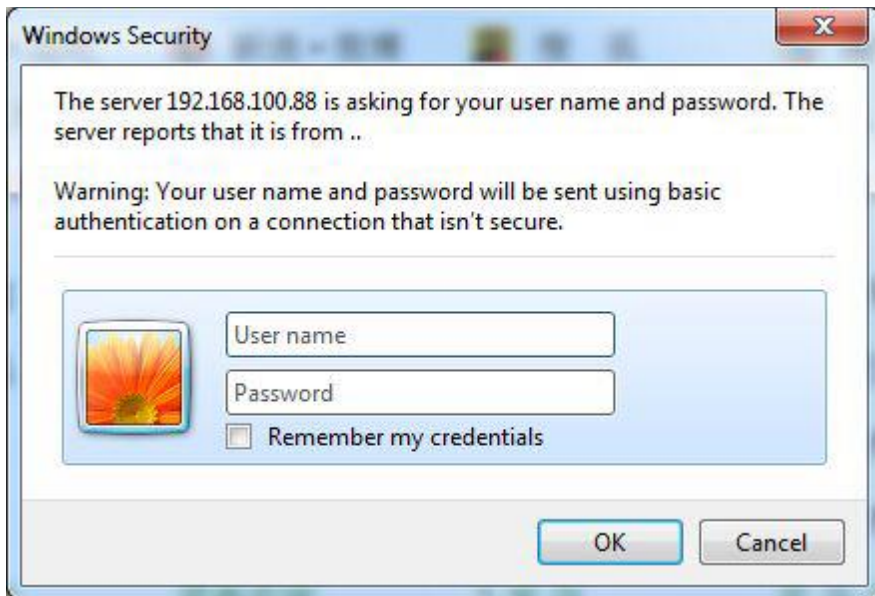 Windows Security
The server 192.168.100.88 is asking for your user name and password. The
server reports that it is from ..
Warning: Your user name and password will be sent using basic
authentication on a connection that isn't secure.
User name
Password
Remember my credentials
OK
Cancel